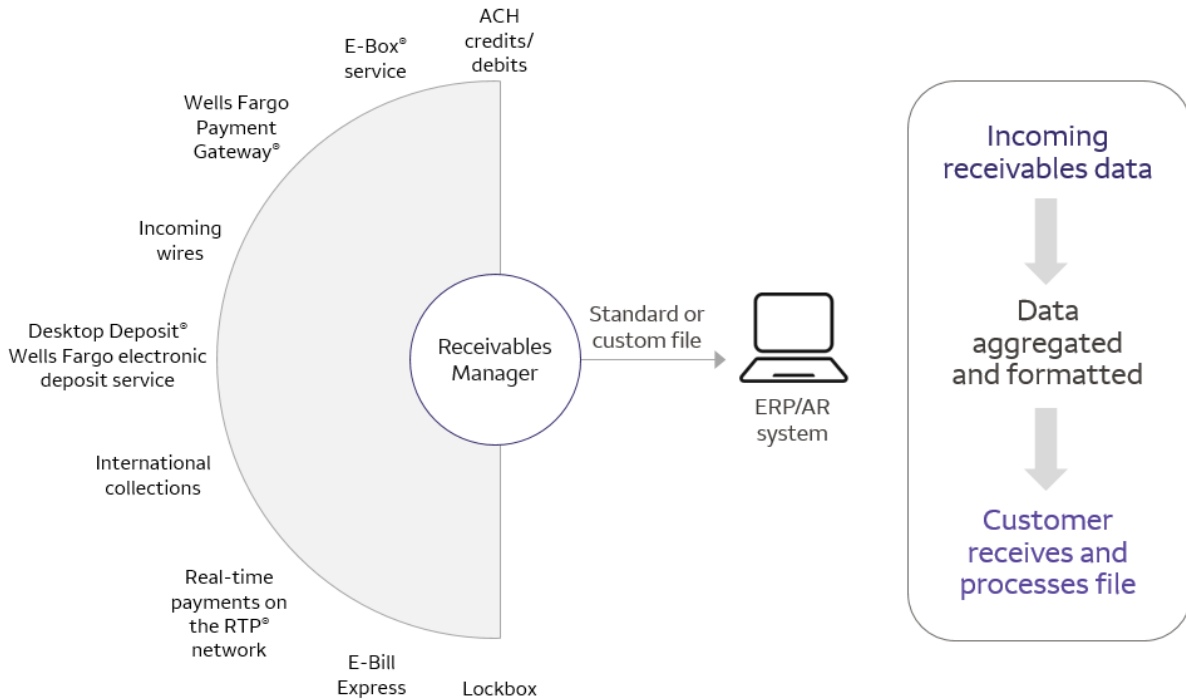 ACH
credits/
debits
E-Box®
service
Wells Fargo
Payment
Gateway®
Incoming
wires
Desktop Deposit®
Wells Fargo electronic
deposit service
International
collections
Real-time
payments on
the RTP®
network
E-Bill
Express
Lockbox
Receivables
Manager
Standard or
custom file
ERP/AR
system
Incoming
receivables data
Data
aggregated
and formatted
Customer
receives and
processes file